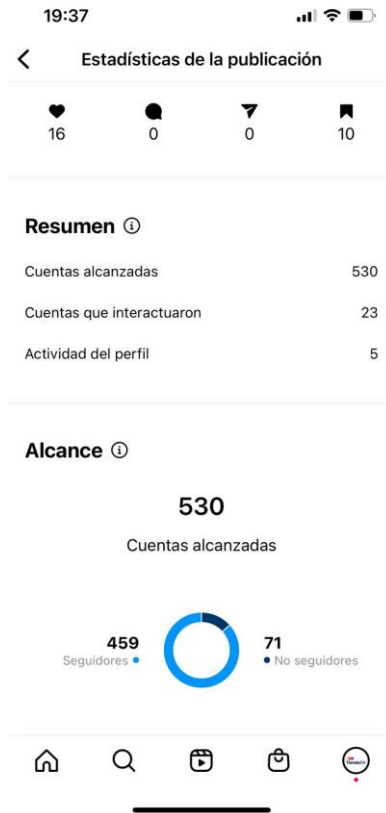 19:37
Estadísticas de la publicación
16 0 0 10
Resumen
Cuentas alcanzadas 530
Cuentas que interactuaron 23
Actividad del perfil 5
Alcance
530
Cuentas alcanzadas
459 71
Seguidores No seguidores